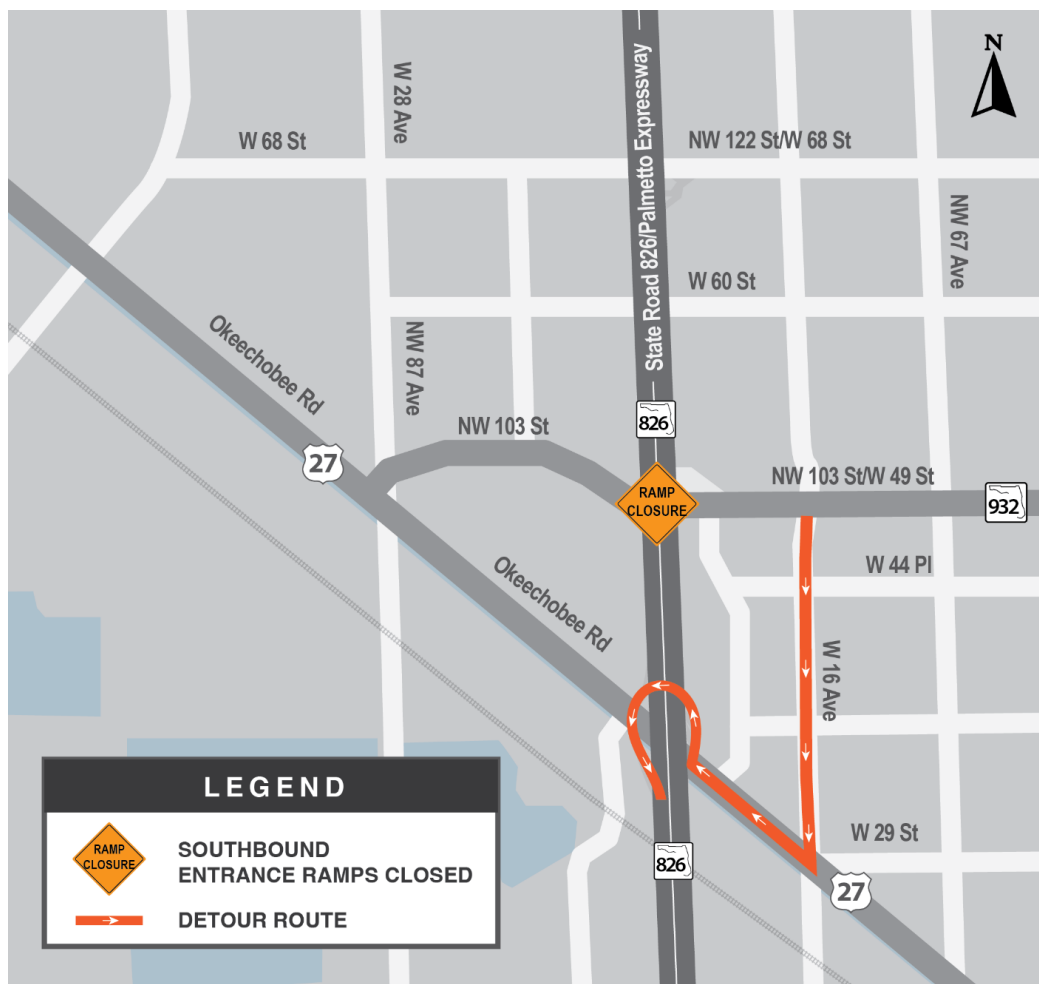 N
W 28 Ave
W 68 St
State Road 826/Palmetto Expressway
NW 122 St/W 68 St
NW 67 Ave
W 60 St
Okeechobee Rd
NW 87 Ave
826
NW 103 St
27
RAMP
CLOSURE
NW 103 St/W 49 St
932
W 44 Pl
Okeechobee Rd
W 16 Ave
W 29 St
826
27
LEGEND
RAMP
CLOSURE
SOUTHBOUND
ENTRANCE RAMPS CLOSED
DETOUR ROUTE